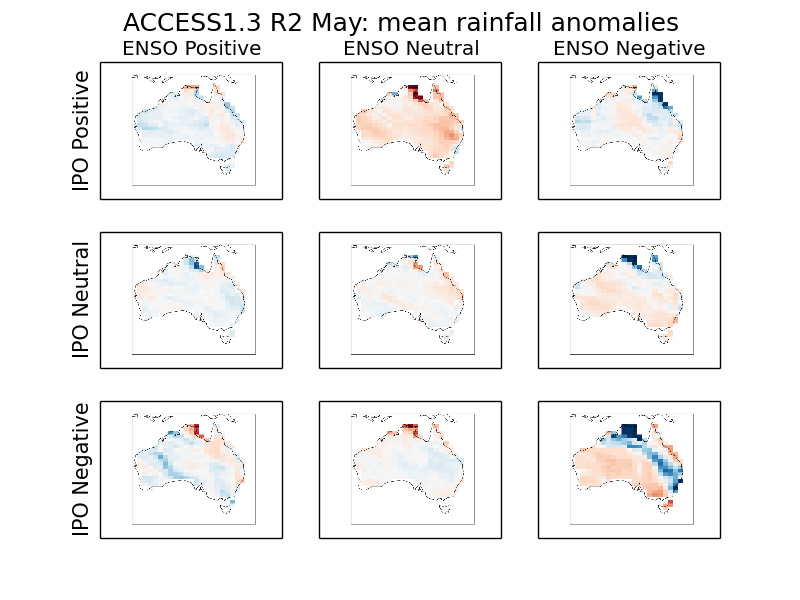 ACCESS1.3 R2 May: mean rainfall anomalies
ENSO Positive
ENSO Neutral
ENSO Negative
IPO Positive
IPO Neutral
IPO Negative